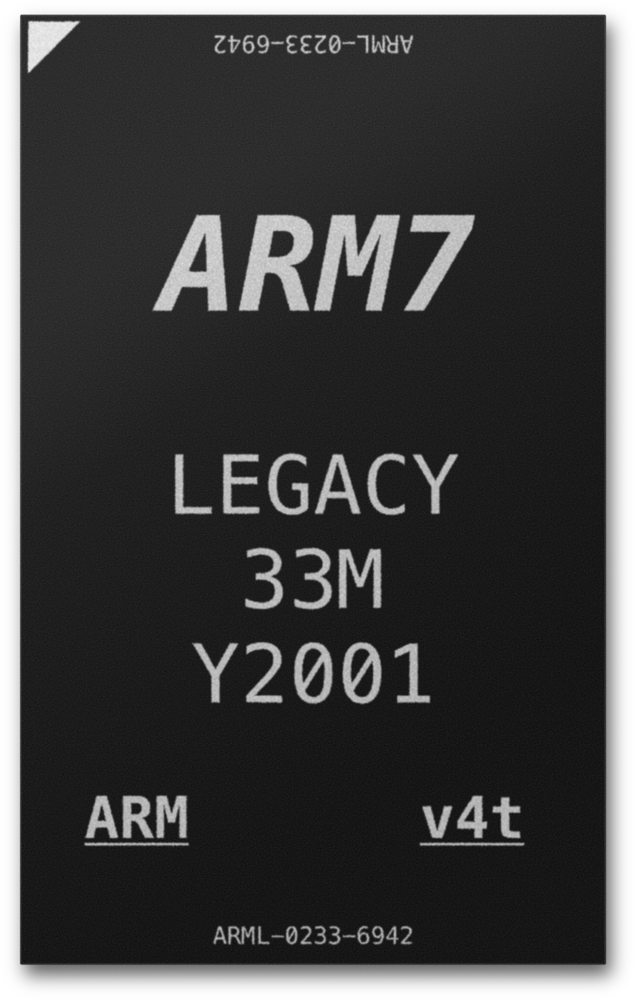 ARML-0233-6942
ARM7
LEGACY
33M
Y2001
ARM v4t
ARML-0233-6942